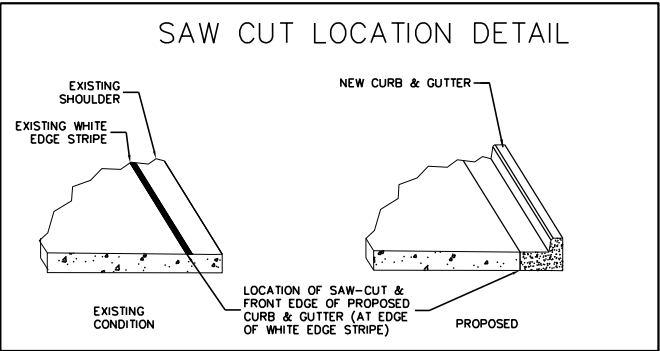 SAW CUT LOCATION DETAIL
EXISTING
SHOULDER
EXISTING WHITE
EDGE STRIPE
NEW CURB & GUTTER
LOCATION OF SAW-CUT &
FRONT EDGE OF PROPOSED
CURB & GUTTER (AT EDGE
OF WHITE EDGE STRIPE)
EXISTING
CONDITION
PROPOSED